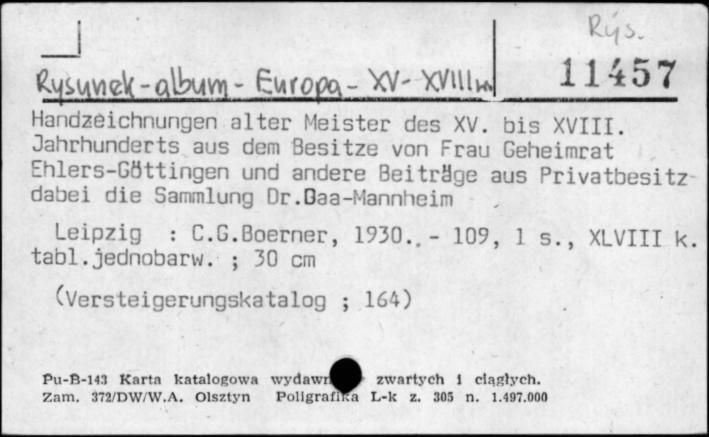 Rys.
11457
Rysunek-album- Europa- XV- XVIII w.
Handzeichnungen alter Meister des XV. bis XVIII.
Jahrhunderts aus dem Besitze von Frau Geheimrat
Ehlers-Göttingen und andere Beiträge aus Privatbesitz
dabei die Sammlung Dr.Baa-Mannheim
Leipzig : C.G.Boerner, 1930. - 109, 1 s., XLVIII k.
tabl.jednobarw. ; 30 cm
(Versteigerungskatalog ; 164)
Pu-B-143 Karta katalogowa zwartych i ciągłych.
Zam. 372/DW/W.A. Olsztyn Poligrafika L-k z. 305 n. 1.497.000